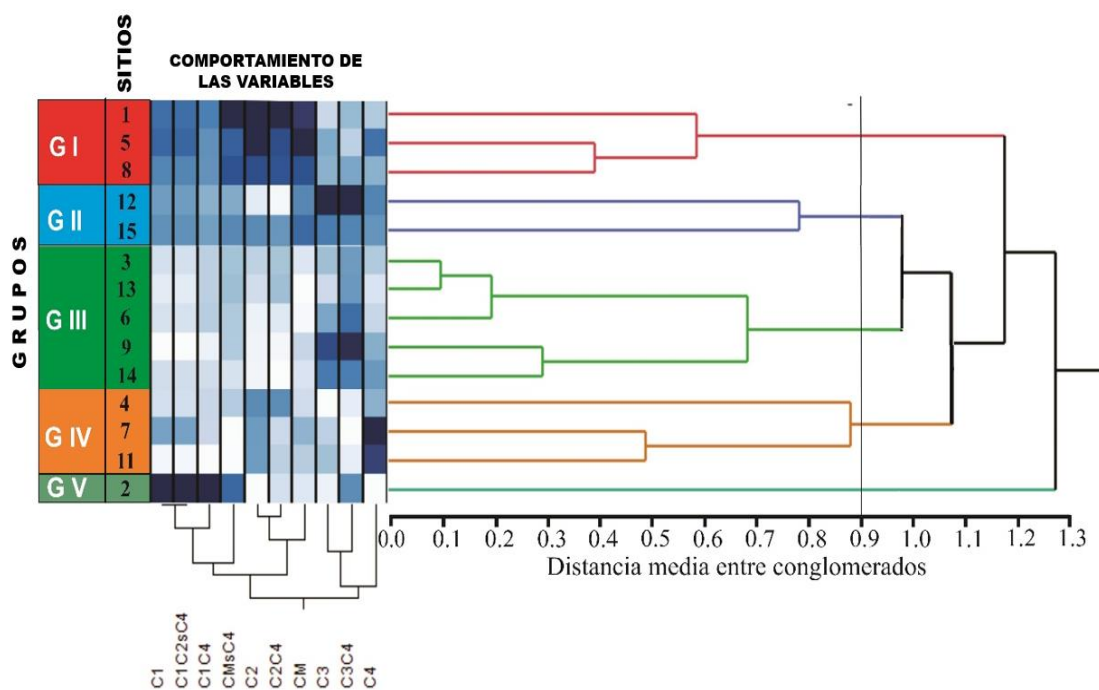 COMPORTAMIENTO DE
LAS VARIABLES
SITIOS
GRUPOS
G I
1
5
8
G II
12
15
G III
3
13
6
9
14
G IV
4
7
11
G V
2
0.0 0.1 0.2 0.3 0.4 0.5 0.6 0.7 0.8 0.9 1.0 1.1 1.2 1.3
Distancia media entre conglomerados
C1
C1C2sC4
C1C4
CMsC4
C2
C2C4
CM
C3
C3C4
C4